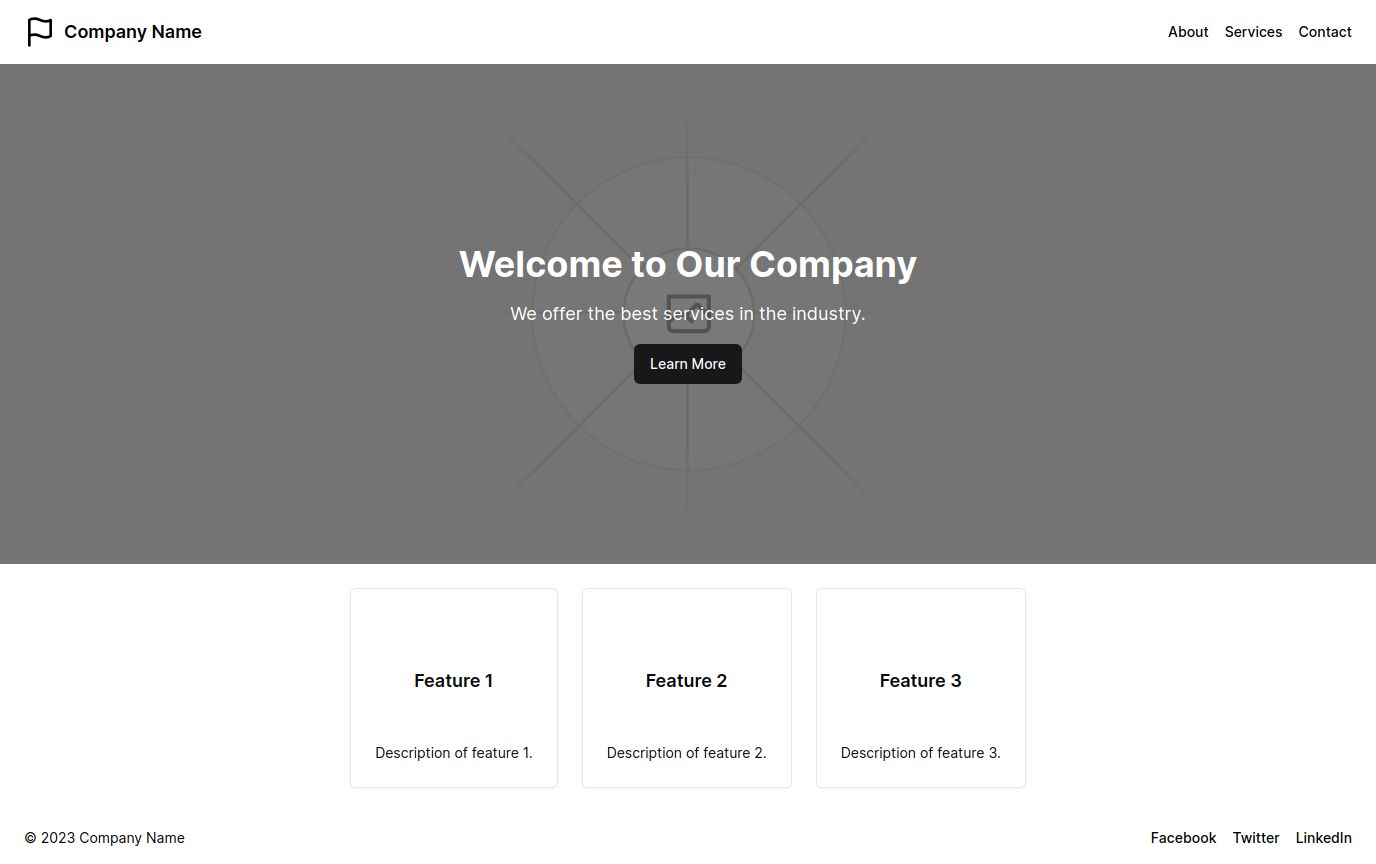 Company Name
About Services Contact
Welcome to Our Company
We offer the best services in the industry.
Learn More
Feature 1 Feature 2 Feature 3
Description of feature 1. Description of feature 2. Description of feature 3.
© 2023 Company Name
Facebook Twitter LinkedIn